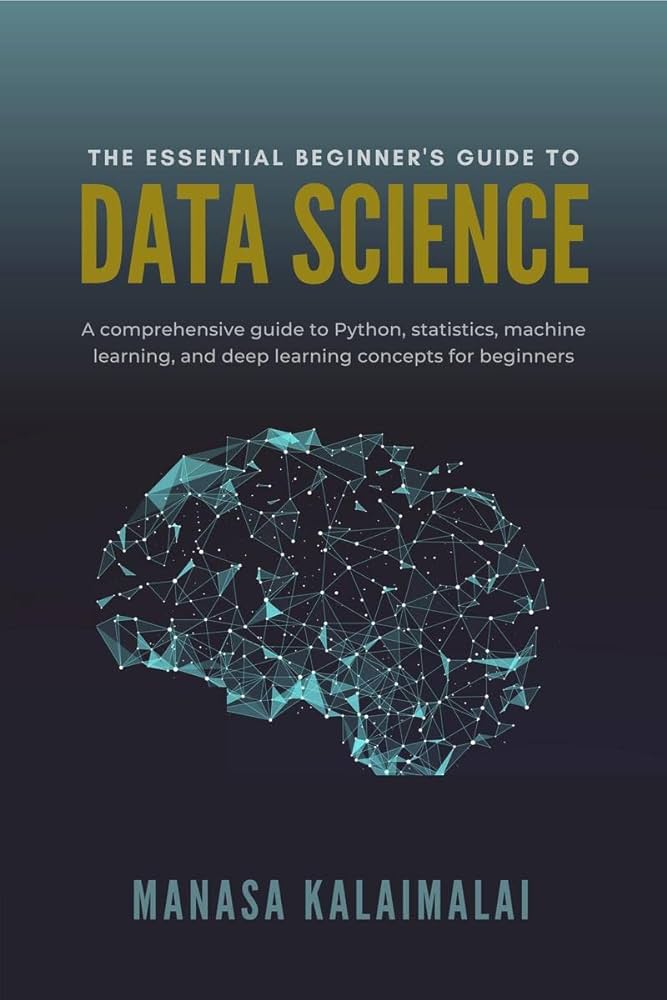 THE ESSENTIAL BEGINNER'S GUIDE TO
DATA SCIENCE
A comprehensive guide to Python, statistics, machine
learning, and deep learning concepts for beginners
MANASA KALAIMALAI